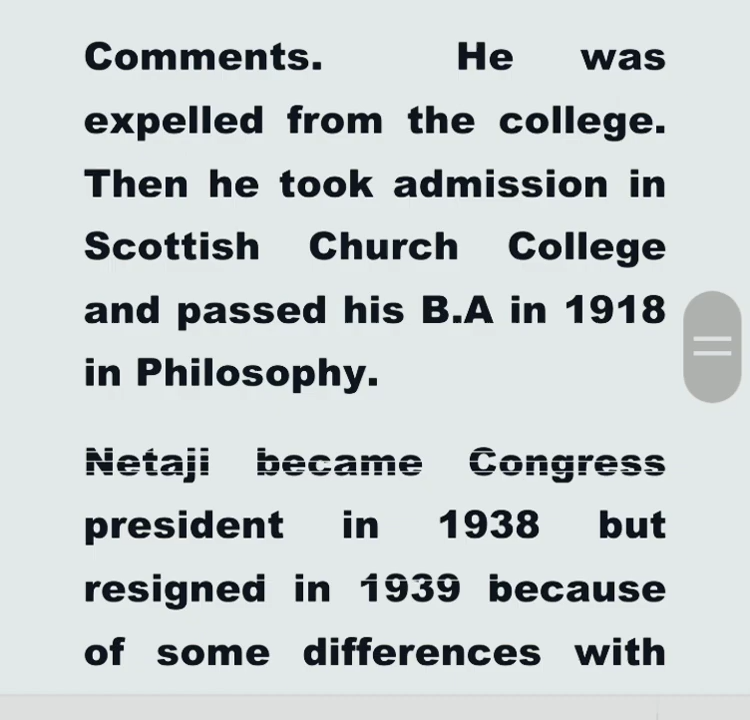 Comments. He was
expelled from the college.
Then he took admission in
Scottish Church College
and passed his B.A in 1918
in Philosophy.
Netaji became Congress
president in 1938 but
resigned in 1939 because
of some differences with